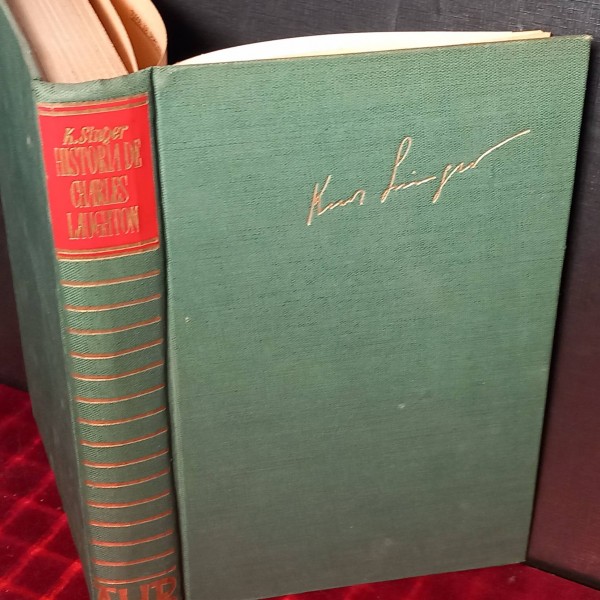 K. Singer
HISTORIA DE
CHARLES
LAUGHTON
Kurt Singer